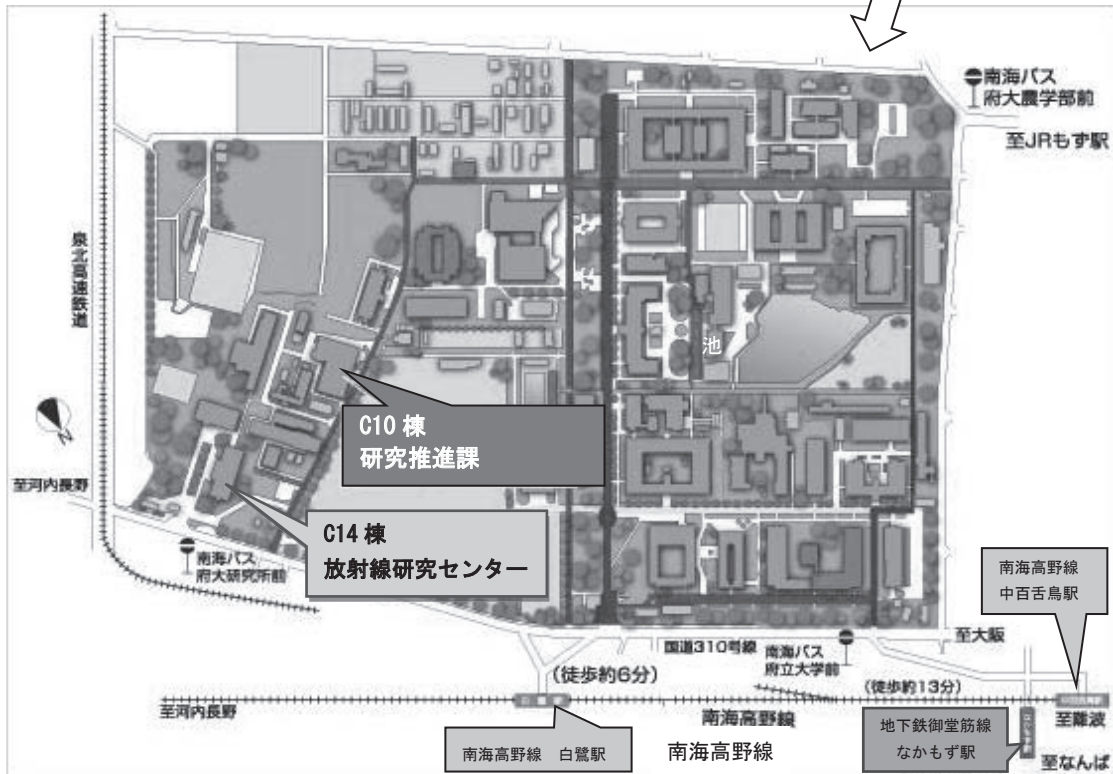 南海バス
府大農学部前
至JRもず駅
泉北高速鉄道
池
C10 棟
研究推進課
至河内長野
C14 棟
放射線研究センター
南海バス
府大研究所前
南海高野線
中百舌鳥駅
至大阪
国道310号線
南海バス
府立大学前
(徒歩約6分)
(徒歩約13分)
至河内長野
南海高野線
至難波
地下鉄御堂筋線
なかもず駅
南海高野線 白鷺駅
南海高野線
至なんば
N